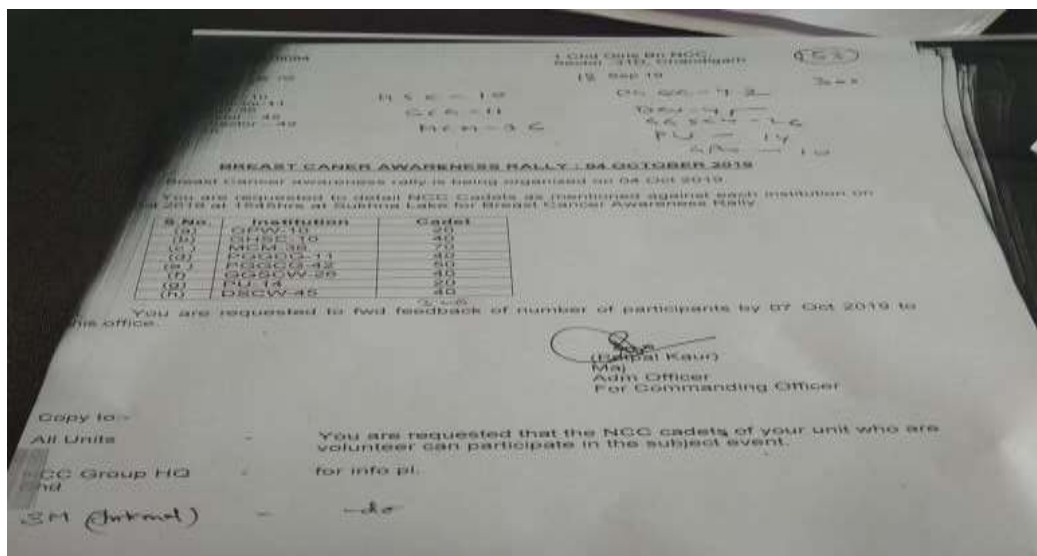 1 Chd Girls Bn NCC
Sector 31D, Chandigarh
18 Sep 19
MCM - 36
PU - 14
BREAST CANER AWARENESS RALLY : 04 OCTOBER 2019
Breast Cancer awareness rally is being organised on 04 Oct 2019.
You are requested to detail NCC Cadets as mentioned against each institution on
2019 at 1545hrs at Sukhna Lake for Breast Cancer Awareness Rally
S.No. Institution Cadet
(a) GPW-10 20
(b) GHSC-10 40
(c) MCM-36 70
(d) PGGCG-11 40
(e) PGGCG-42 50
(f) GGSCW-26 40
(g) PU-14 20
(h) DSCW-45 40
You are requested to fwd feedback of number of participants by 07 Oct 2019 to
this office.
Kaur)
Maj
Adm Officer
For Commanding Officer
Copy to:-
All Units - You are requested that the NCC cadets of your unit who are
volunteer can participate in the subject event.
NCC Group HQ - for info pl.
- -do-